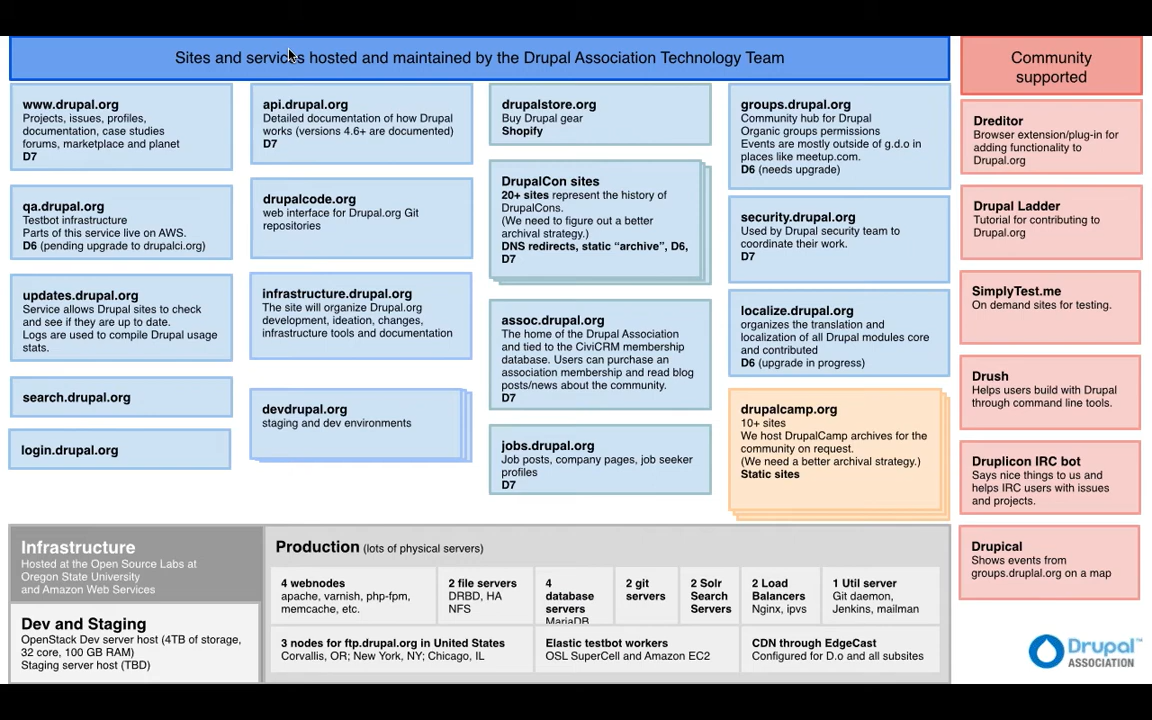 Sites and services hosted and maintained by the Drupal Association Technology Team
www.drupal.org
Projects, issues, profiles,
documentation, case studies
forums, marketplace and planet
D7
qa.drupal.org
Testbot infrastructure
Parts of this service live on AWS.
D6 (pending upgrade to drupalci.org)
updates.drupal.org
Service allows Drupal sites to check
and see if they are up to date.
Logs are used to compile Drupal usage
stats.
search.drupal.org
login.drupal.org
api.drupal.org
Detailed documentation of how Drupal
works (versions 4.6+ are documented)
D7
drupalcode.org
web interface for Drupal.org Git
repositories
infrastructure.drupal.org
The site will organize Drupal.org
development, ideation, changes,
infrastructure tools and documentation
devdrupal.org
staging and dev environments
drupalstore.org
Buy Drupal gear
Shopify
DrupalCon sites
20+ sites represent the history of
DrupalCons.
(We need to figure out a better
archival strategy.)
DNS redirects, static “archive”, D6,
D7
assoc.drupal.org
The home of the Drupal Association
and tied to the CiviCRM membership
database. Users can purchase an
association membership and read blog
posts/news about the community.
D7
jobs.drupal.org
Job posts, company pages, job seeker
profiles
D7
groups.drupal.org
Community hub for Drupal
Organic groups permissions
Events are mostly outside of g.d.o in
places like meetup.com.
D6 (needs upgrade)
security.drupal.org
Used by Drupal security team to
coordinate their work.
D7
localize.drupal.org
organizes the translation and
localization of all Drupal modules core
and contributed
D6 (upgrade in progress)
drupalcamp.org
10+ sites
We host DrupalCamp archives for the
community on request.
(We need a better archival strategy.)
Static sites
Community
supported
Dreditor
Browser extension/plug-in for
adding functionality to
Drupal.org
Drupal Ladder
Tutorial for contributing to
Drupal.org
SimplyTest.me
On demand sites for testing.
Drush
Helps users build with Drupal
through command line tools.
Druplicon IRC bot
Says nice things to us and
helps IRC users with issues
and projects.
Drupical
Shows events from
groups.druplal.org on a map
Infrastructure
Hosted at the Open Source Labs at
Oregon State University
and Amazon Web Services
Dev and Staging
OpenStack Dev server host (4TB of storage,
32 core, 100 GB RAM)
Staging server host (TBD)
Production (lots of physical servers)
4 webnodes
apache, varnish, php-fpm,
memcache, etc.
2 file servers
DRBD, HA
NFS
4
database
servers
MariaDB
2 git
servers
2 Solr
Search
Servers
2 Load
Balancers
Nginx, ipvs
1 Util server
Git daemon,
Jenkins, mailman
3 nodes for ftp.drupal.org in United States
Corvallis, OR; New York, NY; Chicago, IL
Elastic testbot workers
OSL SuperCell and Amazon EC2
CDN through EdgeCast
Configured for D.o and all subsites
Drupal™
ASSOCIATION